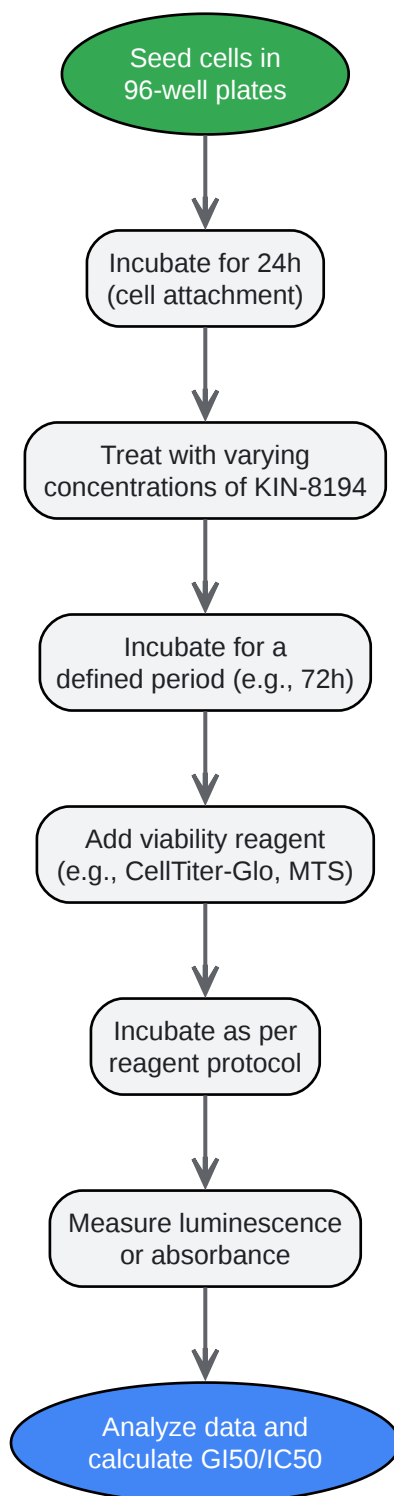 Seed cells in
96-well plates
Incubate for 24h
(cell attachment)
Treat with varying
concentrations of KIN-8194
Incubate for a
defined period (e.g., 72h)
Add viability reagent
(e.g., CellTiter-Glo, MTS)
Incubate as per
reagent protocol
Measure luminescence
or absorbance
Analyze data and
calculate GI50/IC50